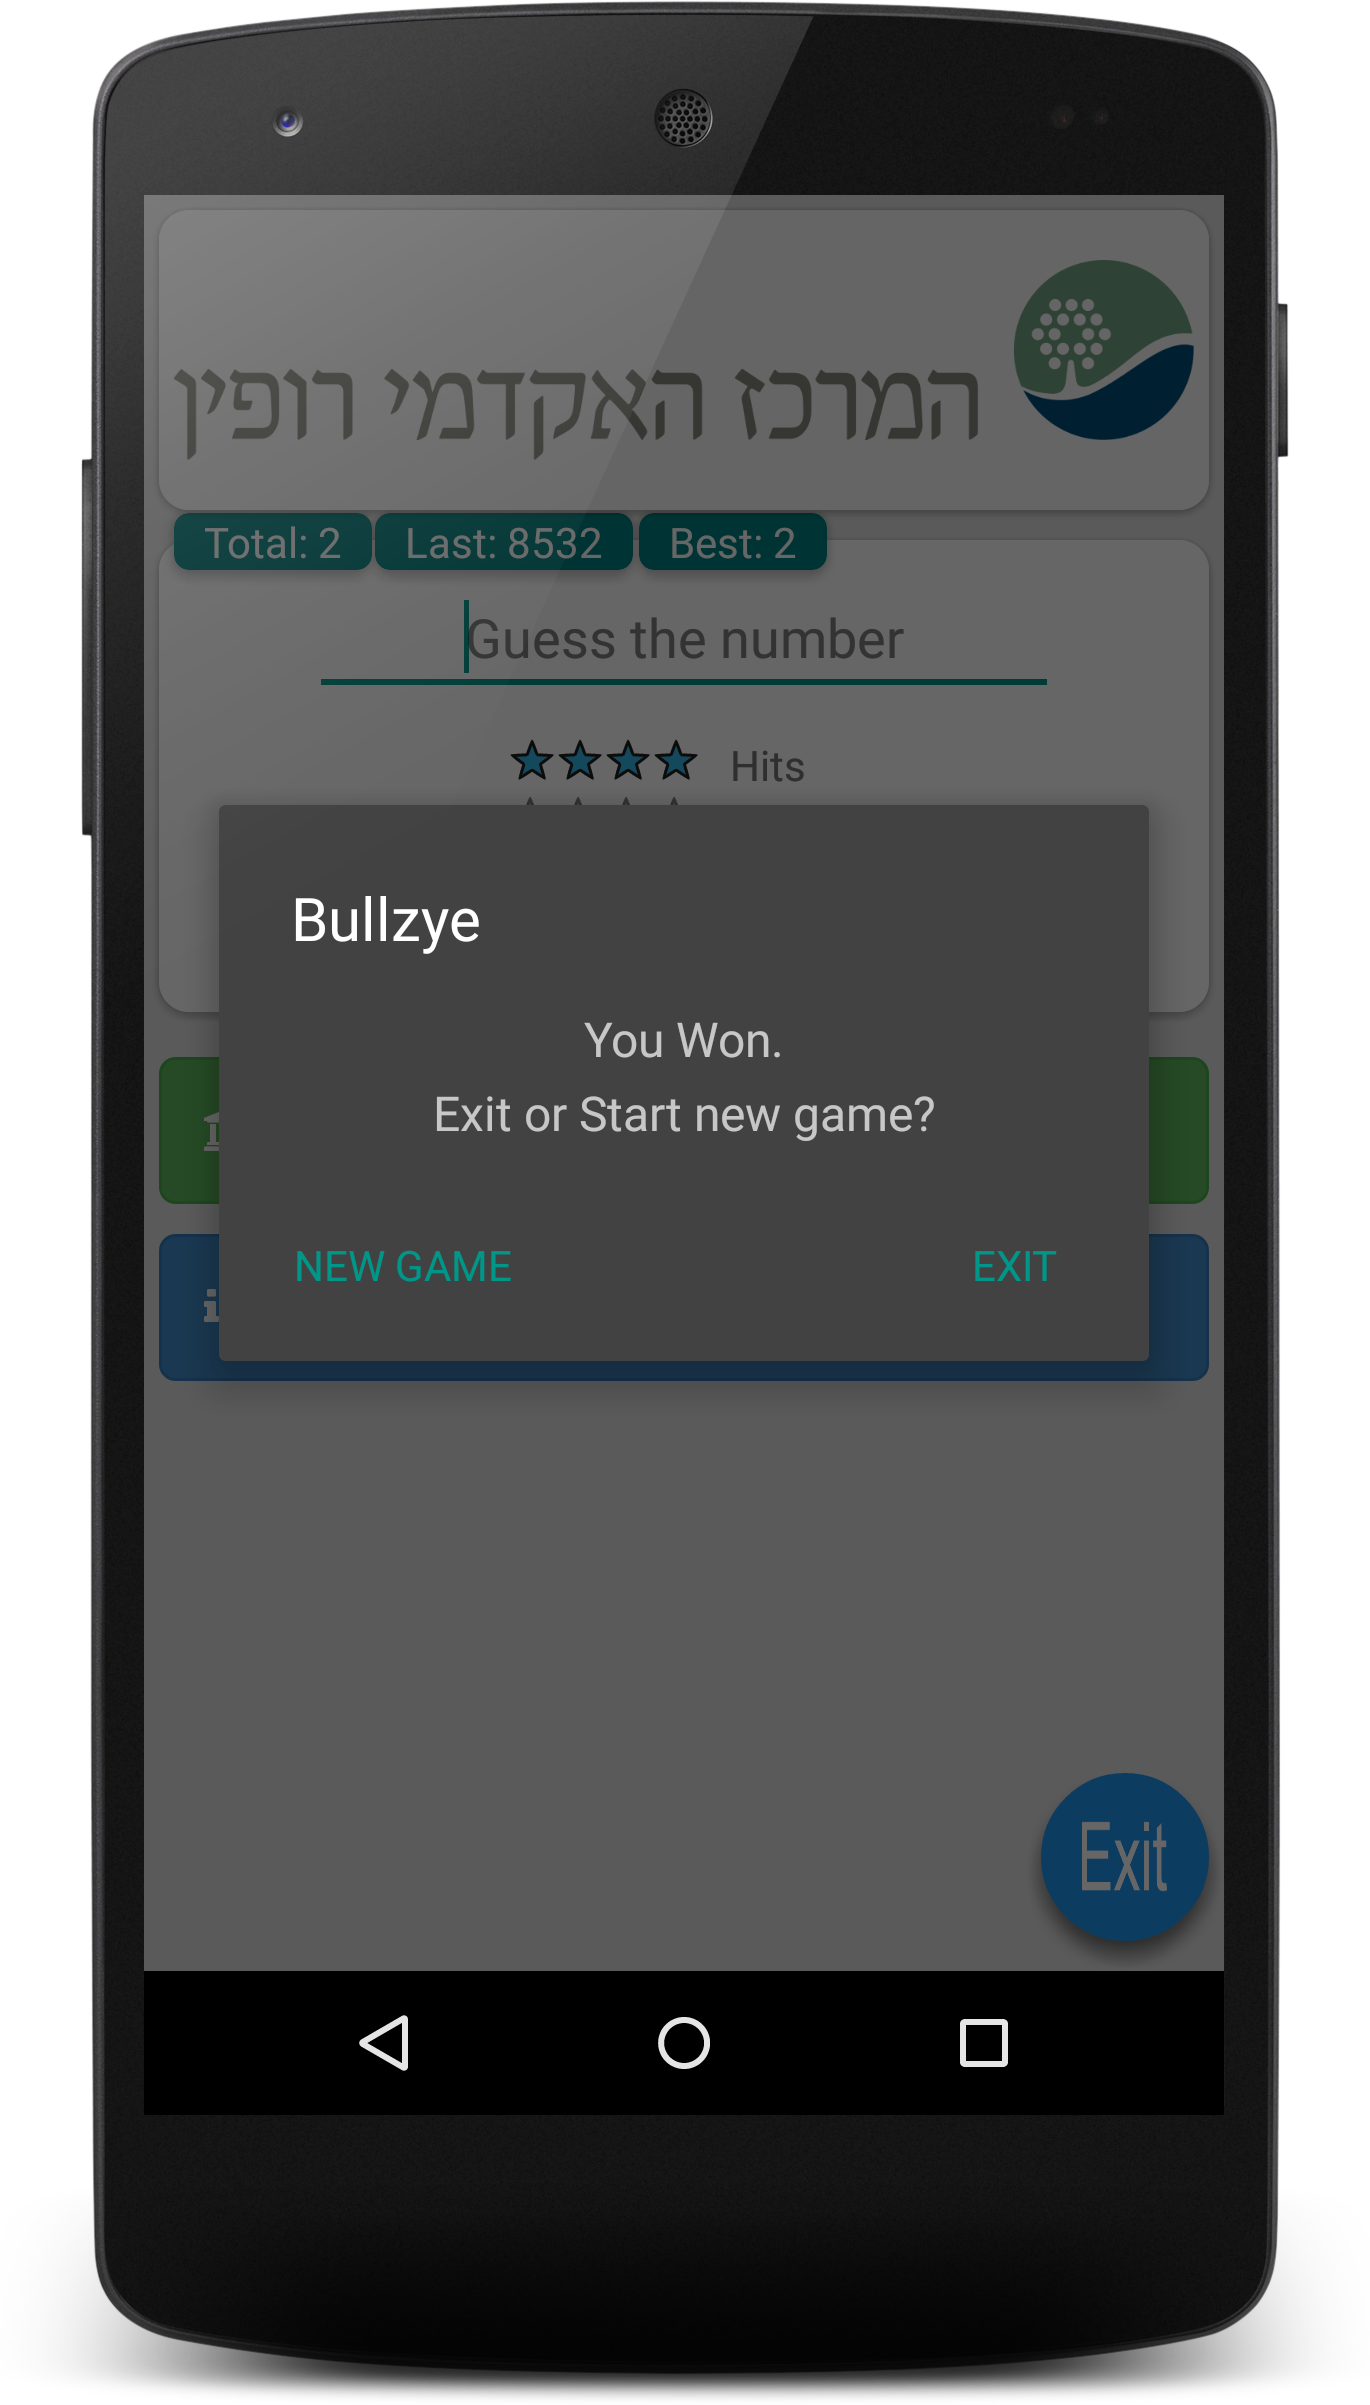 המרכז האקדמי רופין
Total: 2 Last: 8532 Best: 2
Guess the number
Hits
Bullzye
You Won.
Exit or Start new game?
NEW GAME EXIT
Exit